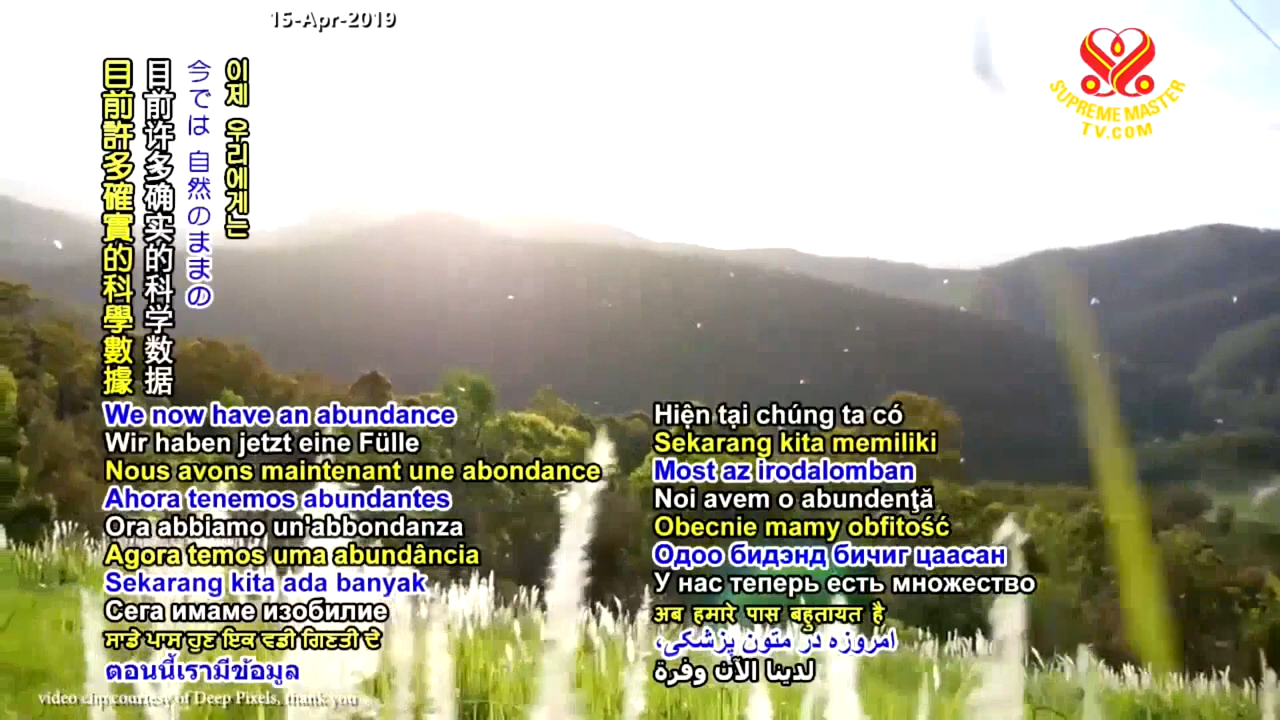 15-Apr-2019
SUPREME MASTER
TV.COM
이제 우리에게는
今では 自然のままの
目前许多确实的科学数据
目前許多確實的科學數據
We now have an abundance
Wir haben jetzt eine Fülle
Nous avons maintenant une abondance
Ahora tenemos abundantes
Ora abbiamo un'abbondanza
Agora temos uma abundância
Sekarang kita ada banyak
Сега имаме изобилие
ਸਾਡੇ ਪਾਸ ਹੁਣ ਇਕ ਵਡੀ ਗਿਣਤੀ ਦੇ
ตอนนี้เรามีข้อมูล
Hiện tại chúng ta có
Sekarang kita memiliki
Most az irodalomban
Noi avem o abundenţă
Obecnie mamy obfitość
Одоо бидэнд бичиг цаасан
У нас теперь есть множество
अब हमारे पास बहुतायत है
امروزه در متون پزشکی،
لدينا الآن وفرة
video clip courtesy of Deep Pixels, thank you